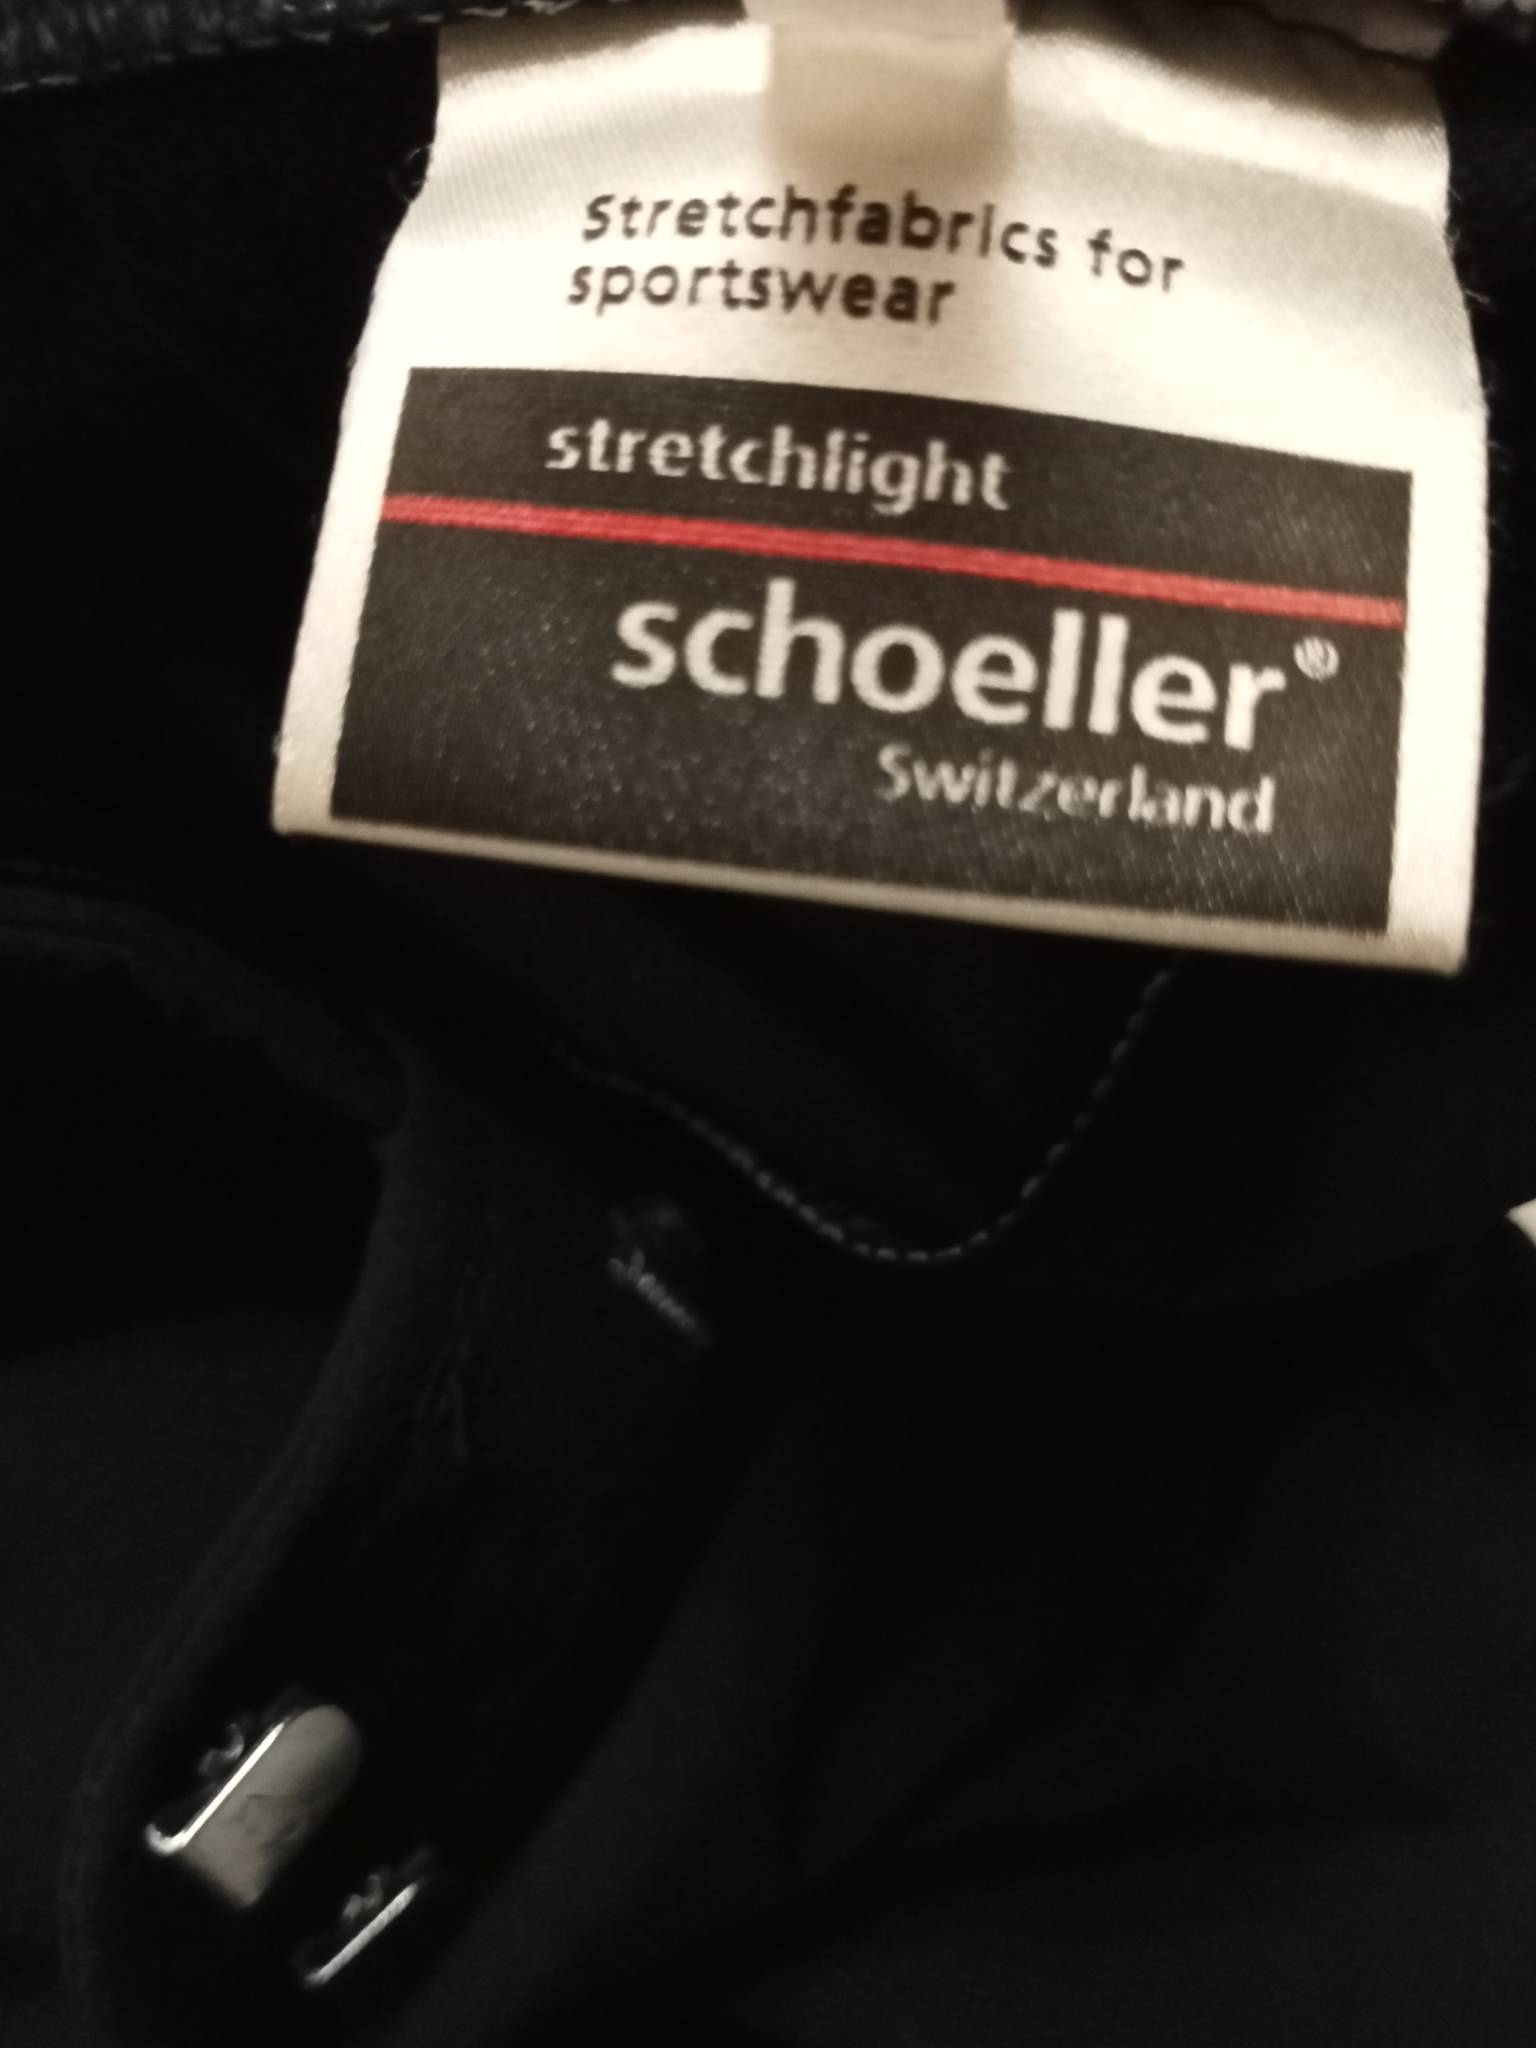 stretchfabrics for
sportswear
stretchlight
schoeller®
Switzerland